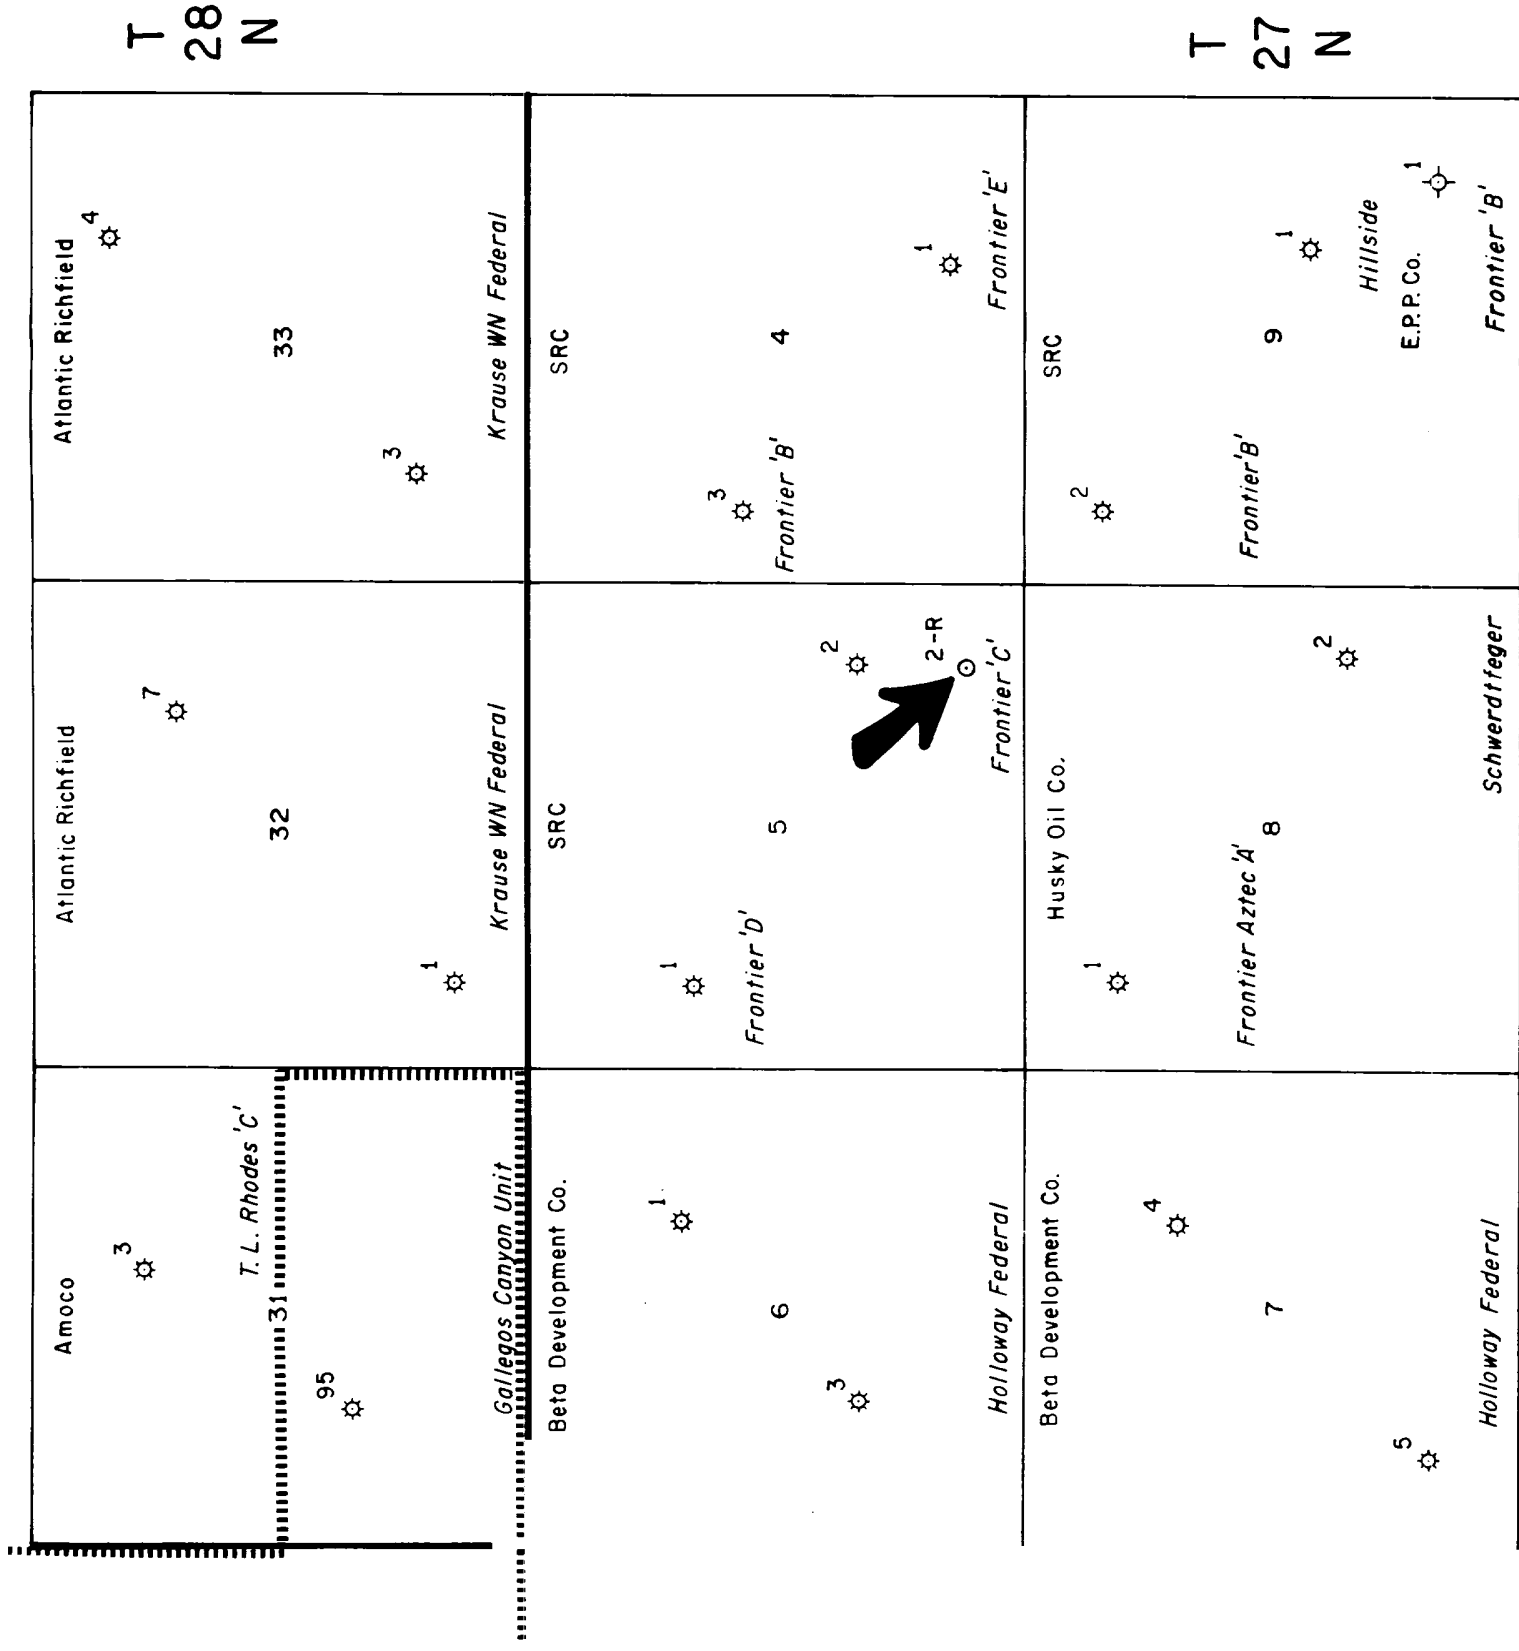 T
28
N
Amoco
3
T. L. Rhodes 'C'
31
95
Gallegos Canyon Unit
Atlantic Richfield
7
32
1
Krause WN Federal
Atlantic Richfield
4
33
3
Krause WN Federal
Beta Development Co.
1
6
3
Holloway Federal
SRC
1
Frontier 'D'
5
2
2-R
Frontier 'C'
SRC
3
Frontier 'B'
4
1
Frontier 'E'
T
27
N
Beta Development Co.
4
7
5
Holloway Federal
Husky Oil Co.
1
Frontier Aztec 'A'
8
2
Schwerdtfeger
SRC
2
Frontier 'B'
9
1
Hillside
E.P.P. Co.
1
Frontier 'B'